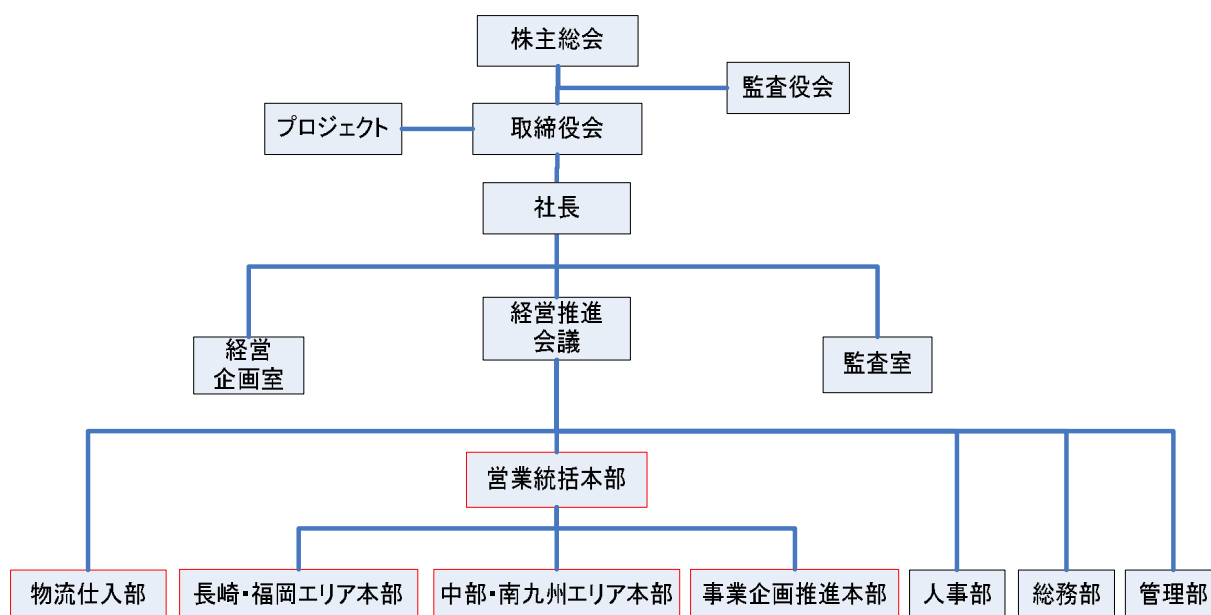 株主総会
監査役会
プロジェクト
取締役会
社長
経営
企画室
経営推進
会議
監査室
営業統括本部
物流仕入部
長崎・福岡エリア本部
中部・南九州エリア本部
事業企画推進本部
人事部
総務部
管理部